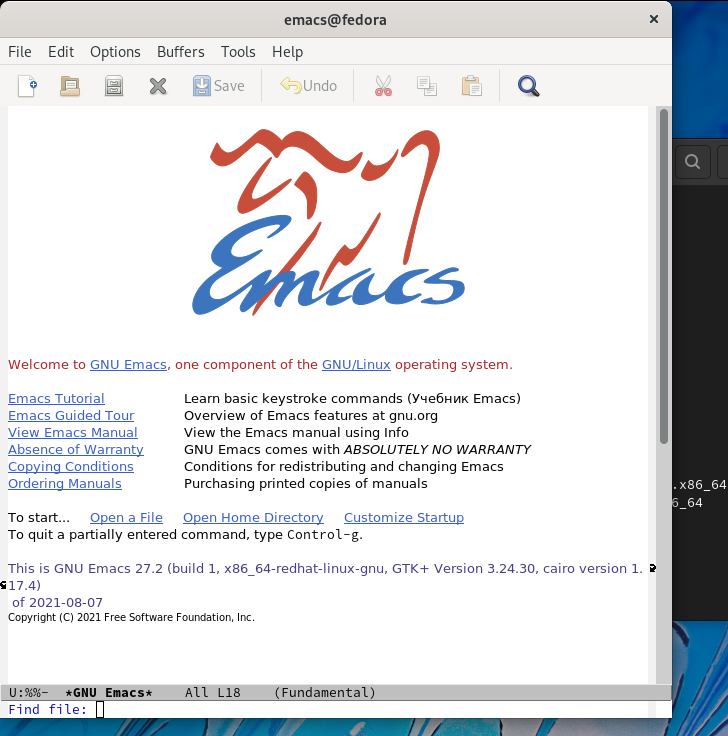 emacs@fedora
File Edit Options Buffers Tools Help
Save Undo
Emacs
Welcome to GNU Emacs, one component of the GNU/Linux operating system.
Emacs Tutorial Learn basic keystroke commands (Учебник Emacs)
Emacs Guided Tour Overview of Emacs features at gnu.org
View Emacs Manual View the Emacs manual using Info
Absence of Warranty GNU Emacs comes with ABSOLUTELY NO WARRANTY
Copying Conditions Conditions for redistributing and changing Emacs
Ordering Manuals Purchasing printed copies of manuals
.x86_64
6_64
To start... Open a File Open Home Directory Customize Startup
To quit a partially entered command, type Control-g.
This is GNU Emacs 27.2 (build 1, x86_64-redhat-linux-gnu, GTK+ Version 3.24.30, cairo version 1.
17.4)
of 2021-08-07
Copyright (C) 2021 Free Software Foundation, Inc.
U:%%- *GNU Emacs* All L18 (Fundamental)
Find file: